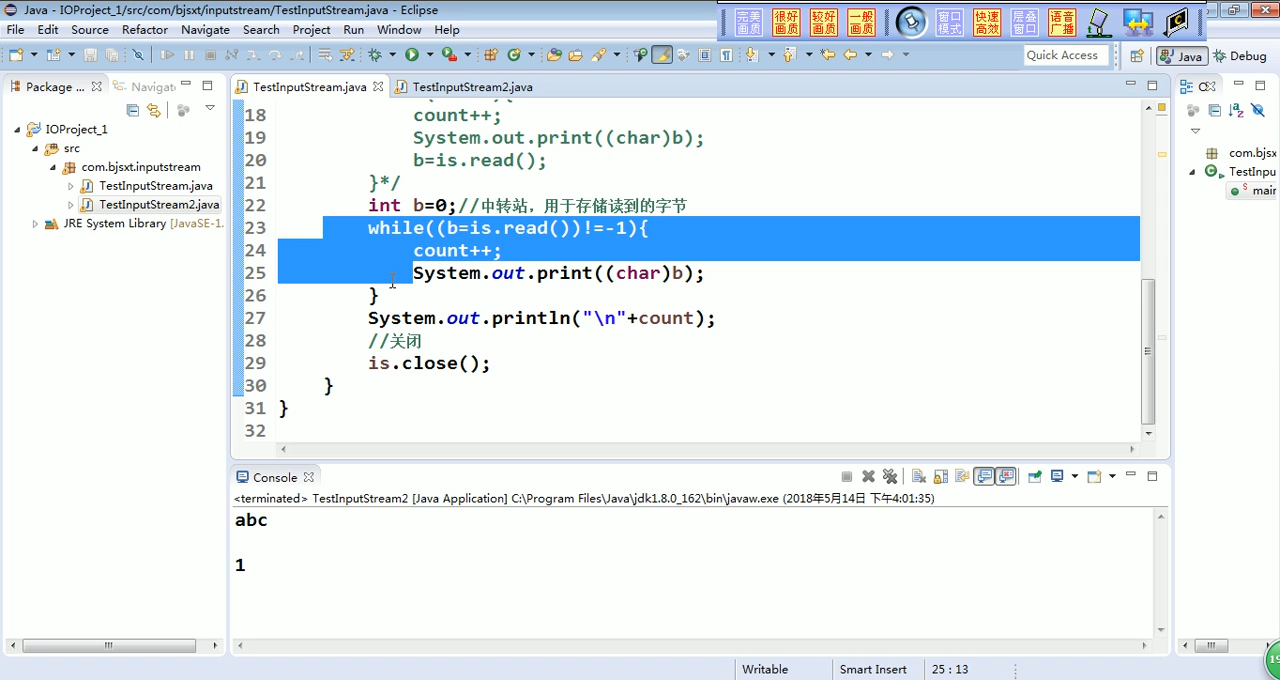 Java - IOProject_1/src/com/bjsxt/inputstream/TestInputStream.java - Eclipse
完美画质 很好画质 较好画质 一般画质 窗口模式 快速高效 层叠窗口 语音广播
File Edit Source Refactor Navigate Search Project Run Window Help
Quick Access Java Debug
Package ... Navigat
TestInputStream.java TestInputStream2.java
IOProject_1
src
com.bjsxt.inputstream
TestInputStream.java
TestInputStream2.java
JRE System Library [JavaSE-1.
18 count++;
19 System.out.print((char)b);
20 b=is.read();
21 }*/
22 int b=0;//中转站，用于存储读到的字节
23 while((b=is.read())!=-1){
24 count++;
25 System.out.print((char)b);
26 }
27 System.out.println("\n"+count);
28 //关闭
29 is.close();
30 }
31 }
32
com.bjsx
TestInpu
main
Console
<terminated> TestInputStream2 [Java Application] C:\Program Files\Java\jdk1.8.0_162\bin\javaw.exe (2018年5月14日 下午4:01:35)
abc
1
Writable Smart Insert 25 : 13